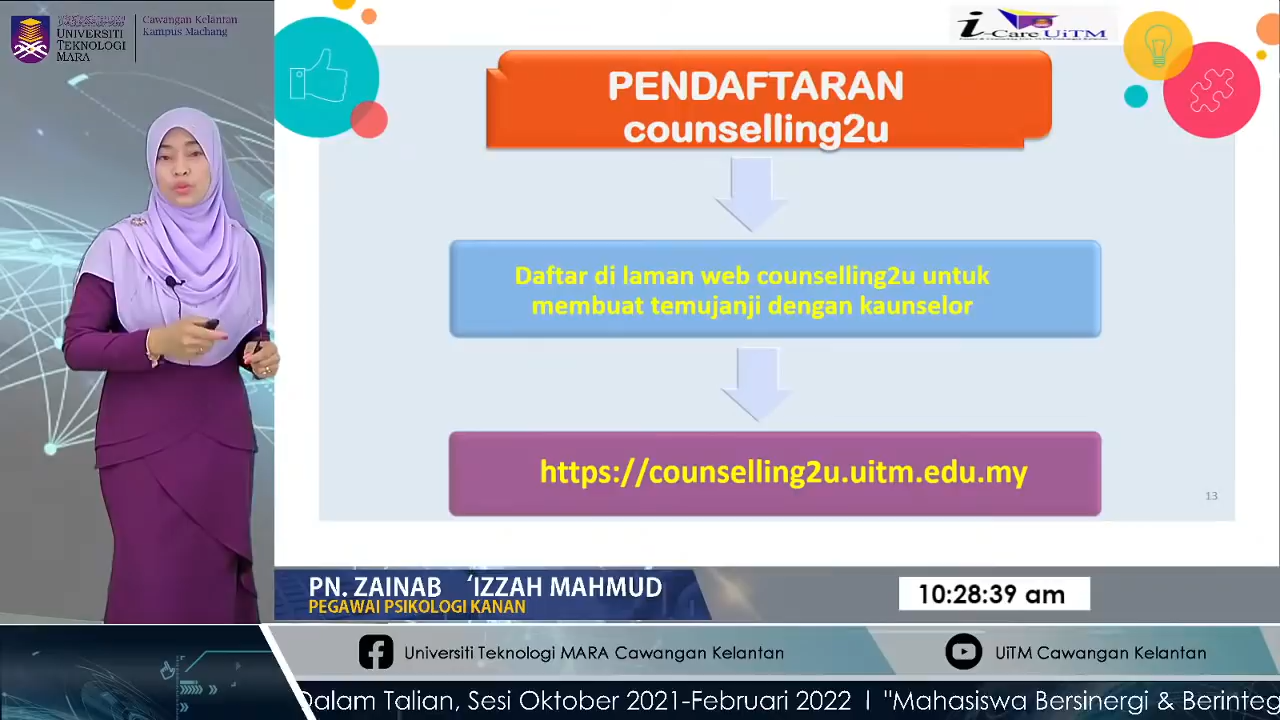 UNIVERSITI
TEKNOLOGI
MARA
Cawangan Kelantan
Kampus Machang
i-Care UiTM
PENDAFTARAN
counselling2u
Daftar di laman web counselling2u untuk
membuat temujanji dengan kaunselor
https://counselling2u.uitm.edu.my
13
PN. ZAINAB 'IZZAH MAHMUD
PEGAWAI PSIKOLOGI KANAN
10:28:39 am
Universiti Teknologi MARA Cawangan Kelantan
UiTM Cawangan Kelantan
Dalam Talian, Sesi Oktober 2021-Februari 2022 | "Mahasiswa Bersinergi & Berinteg